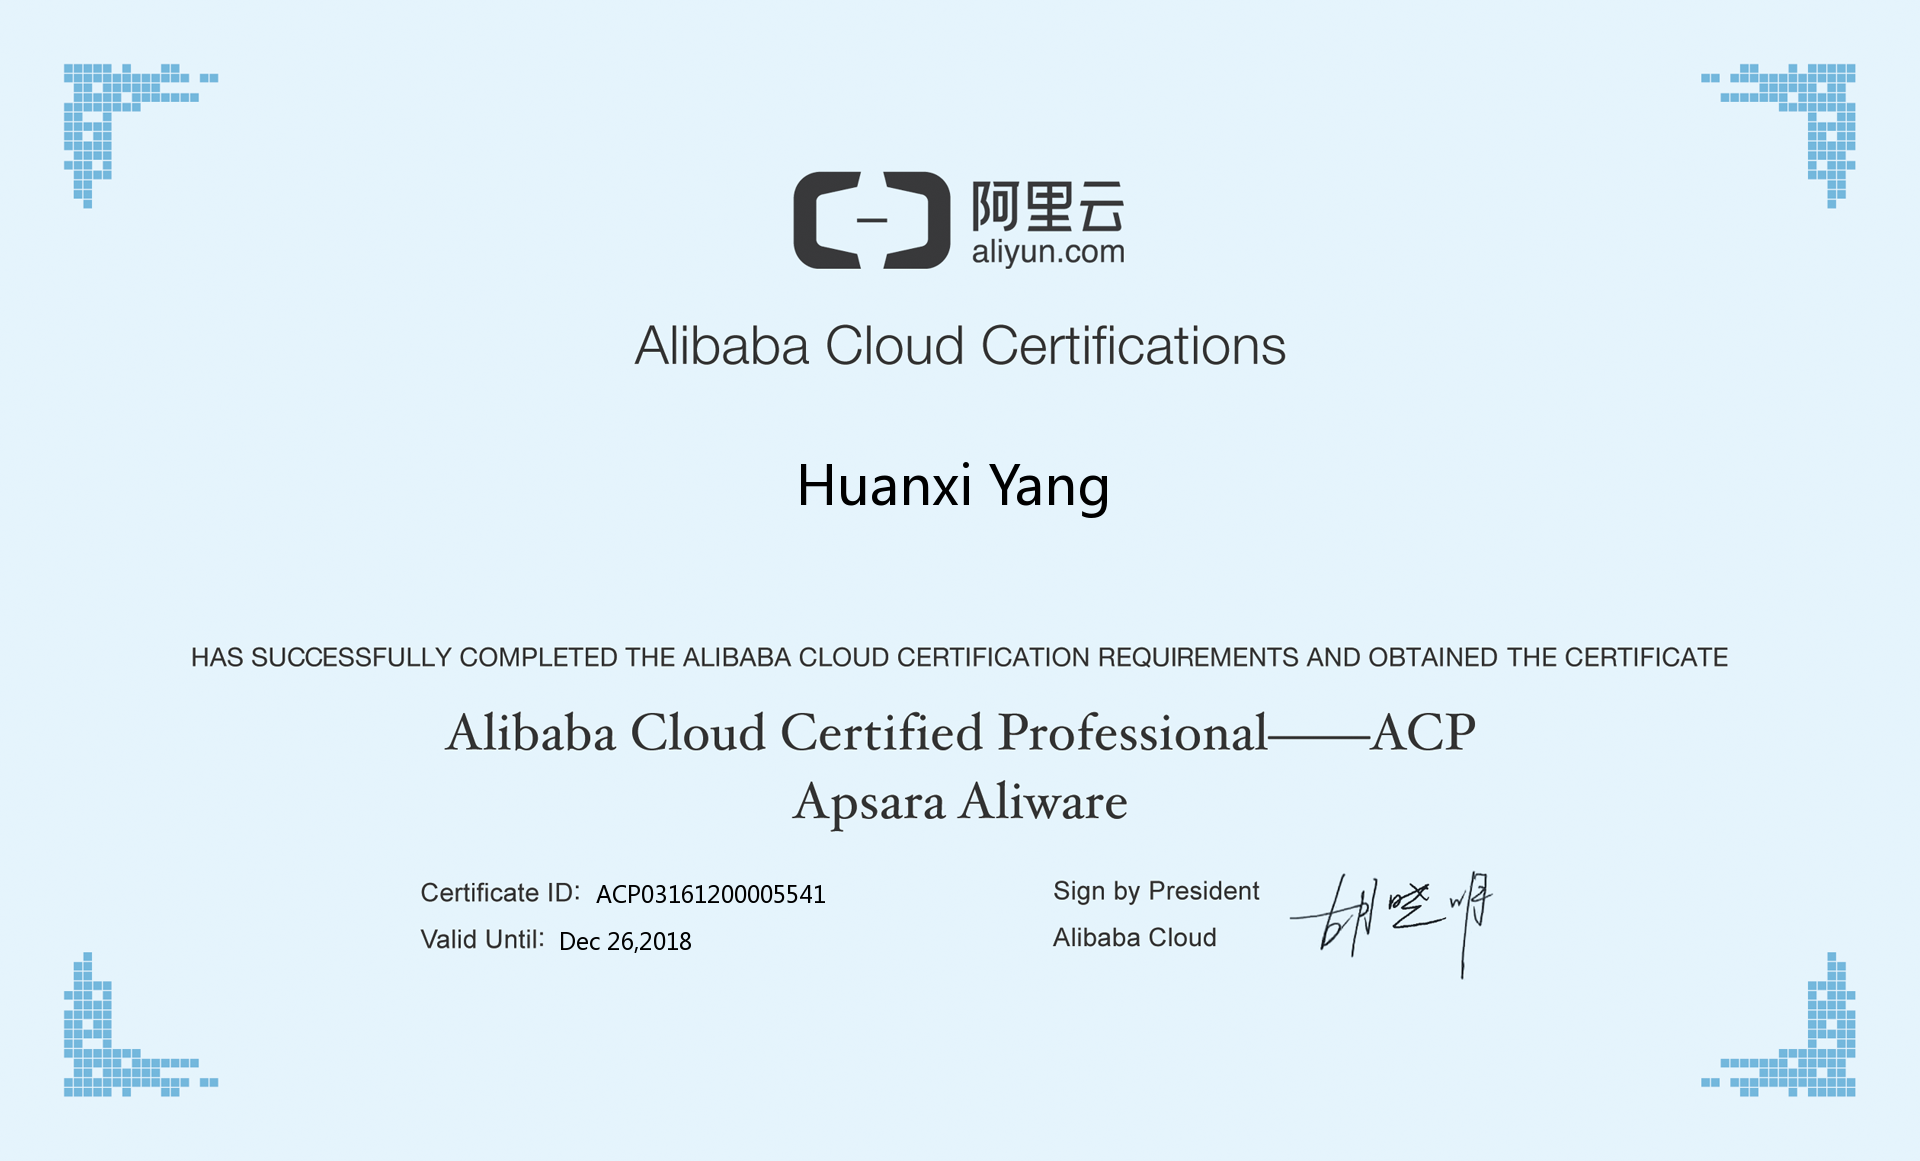 阿里云
aliyun.com
Alibaba Cloud Certifications
Huanxi Yang
HAS SUCCESSFULLY COMPLETED THE ALIBABA CLOUD CERTIFICATION REQUIREMENTS AND OBTAINED THE CERTIFICATE
Alibaba Cloud Certified Professional——ACP
Apsara Aliware
Certificate ID: ACP03161200005541
Valid Until: Dec 26,2018
Sign by President
Alibaba Cloud
胡晓明